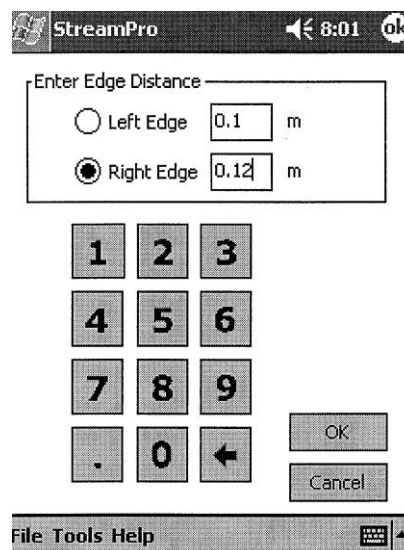 StreamPro 8:01 ok
Enter Edge Distance
Left Edge 0.1 m
Right Edge 0.12 m
1 2 3
4 5 6
7 8 9
. 0
OK
Cancel
File Tools Help